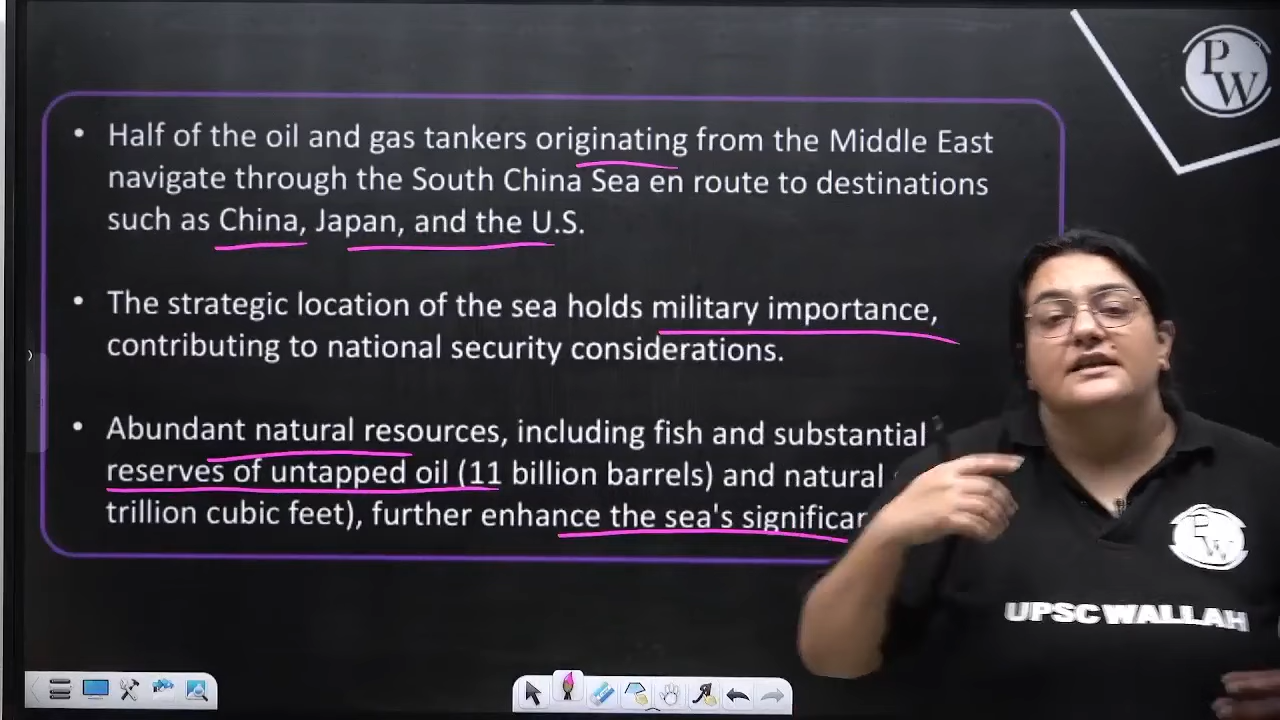 • Half of the oil and gas tankers originating from the Middle East
navigate through the South China Sea en route to destinations
such as China, Japan, and the U.S.
• The strategic location of the sea holds military importance,
contributing to national security considerations.
• Abundant natural resources, including fish and substantial
reserves of untapped oil (11 billion barrels) and natural
trillion cubic feet), further enhance the sea's
PW
PW
UPSC WALLAH